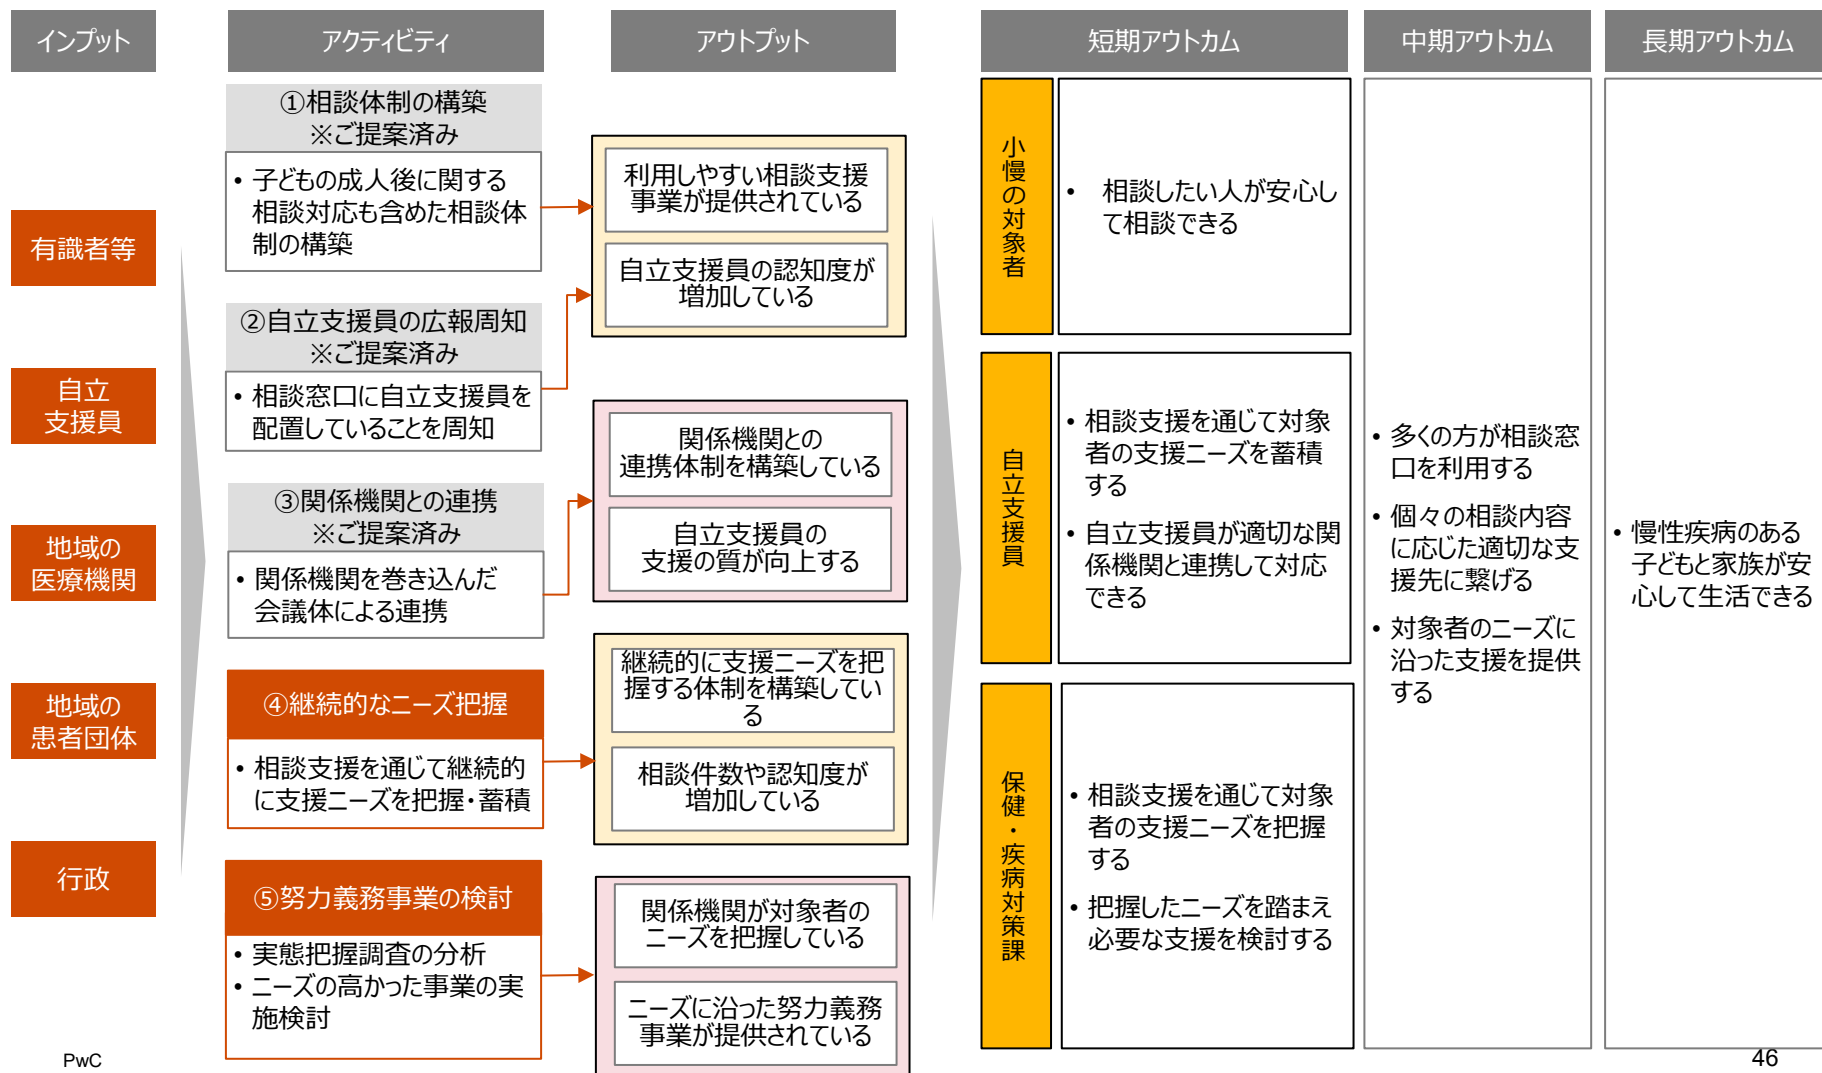 インプット
アクティビティ
アウトプット
短期アウトカム
中期アウトカム
長期アウトカム
有識者等
自立
支援員
地域の
医療機関
地域の
患者団体
行政
①相談体制の構築
※ご提案済み
• 子どもの成人後に関する
相談対応も含めた相談体
制の構築
②自立支援員の広報周知
※ご提案済み
• 相談窓口に自立支援員を
配置していることを周知
③関係機関との連携
※ご提案済み
• 関係機関を巻き込んだ
会議体による連携
④継続的なニーズ把握
• 相談支援を通じて継続的
に支援ニーズを把握・蓄積
⑤努力義務事業の検討
• 実態把握調査の分析
• ニーズの高かった事業の実
施検討
利用しやすい相談支援
事業が提供されている
自立支援員の認知度が
増加している
関係機関との
連携体制を構築している
自立支援員の
支援の質が向上する
継続的に支援ニーズを把
握する体制を構築してい
る
相談件数や認知度が
増加している
関係機関が対象者の
ニーズを把握している
ニーズに沿った努力義務
事業が提供されている
小慢の対象者
• 相談したい人が安心し
て相談できる
自立支援員
• 相談支援を通じて対象
者の支援ニーズを蓄積
する
• 自立支援員が適切な関
係機関と連携して対応
できる
保健・疾病対策課
• 相談支援を通じて対象
者の支援ニーズを把握
する
• 把握したニーズを踏まえ
必要な支援を検討する
• 多くの方が相談窓
口を利用する
• 個々の相談内容
に応じた適切な支
援先に繋げる
• 対象者のニーズに
沿った支援を提供
する
• 慢性疾病のある
子どもと家族が安
心して生活できる
PwC
46